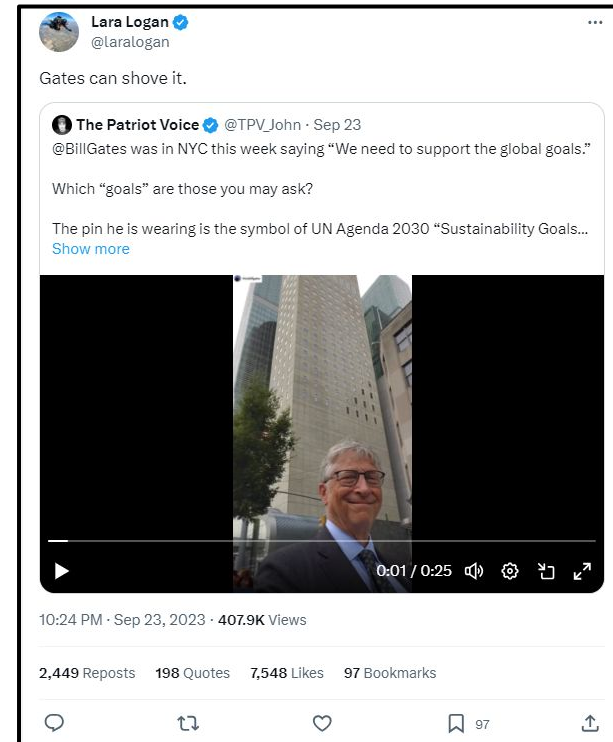 Lara Logan
@laralogan
Gates can shove it.
The Patriot Voice @TPV_John · Sep 23
@BillGates was in NYC this week saying “We need to support the global goals.”
Which “goals” are those you may ask?
The pin he is wearing is the symbol of UN Agenda 2030 “Sustainability Goals...
Show more
0:01 / 0:25
10:24 PM · Sep 23, 2023 · 407.9K Views
2,449 Reposts 198 Quotes 7,548 Likes 97 Bookmarks
97